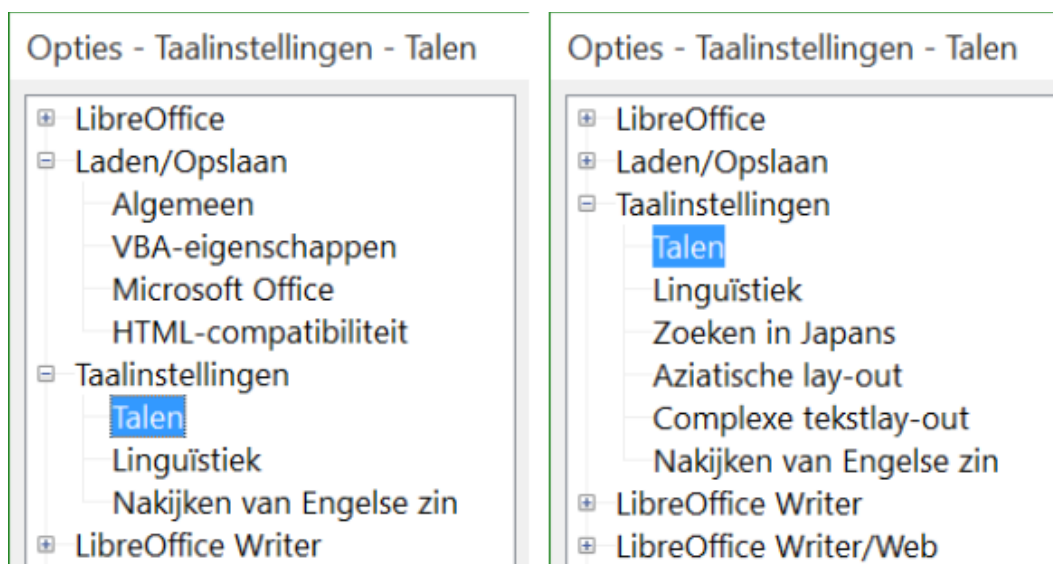 Opties - Taalinstellingen - Talen
LibreOffice
Laden/Opslaan
Algemeen
VBA-eigenschappen
Microsoft Office
HTML-compatibiliteit
Taalinstellingen
Talen
Linguïstiek
Nakijken van Engelse zin
LibreOffice Writer
Opties - Taalinstellingen - Talen
LibreOffice
Laden/Opslaan
Taalinstellingen
Talen
Linguïstiek
Zoeken in Japans
Aziatische lay-out
Complexe tekstlay-out
Nakijken van Engelse zin
LibreOffice Writer
LibreOffice Writer/Web